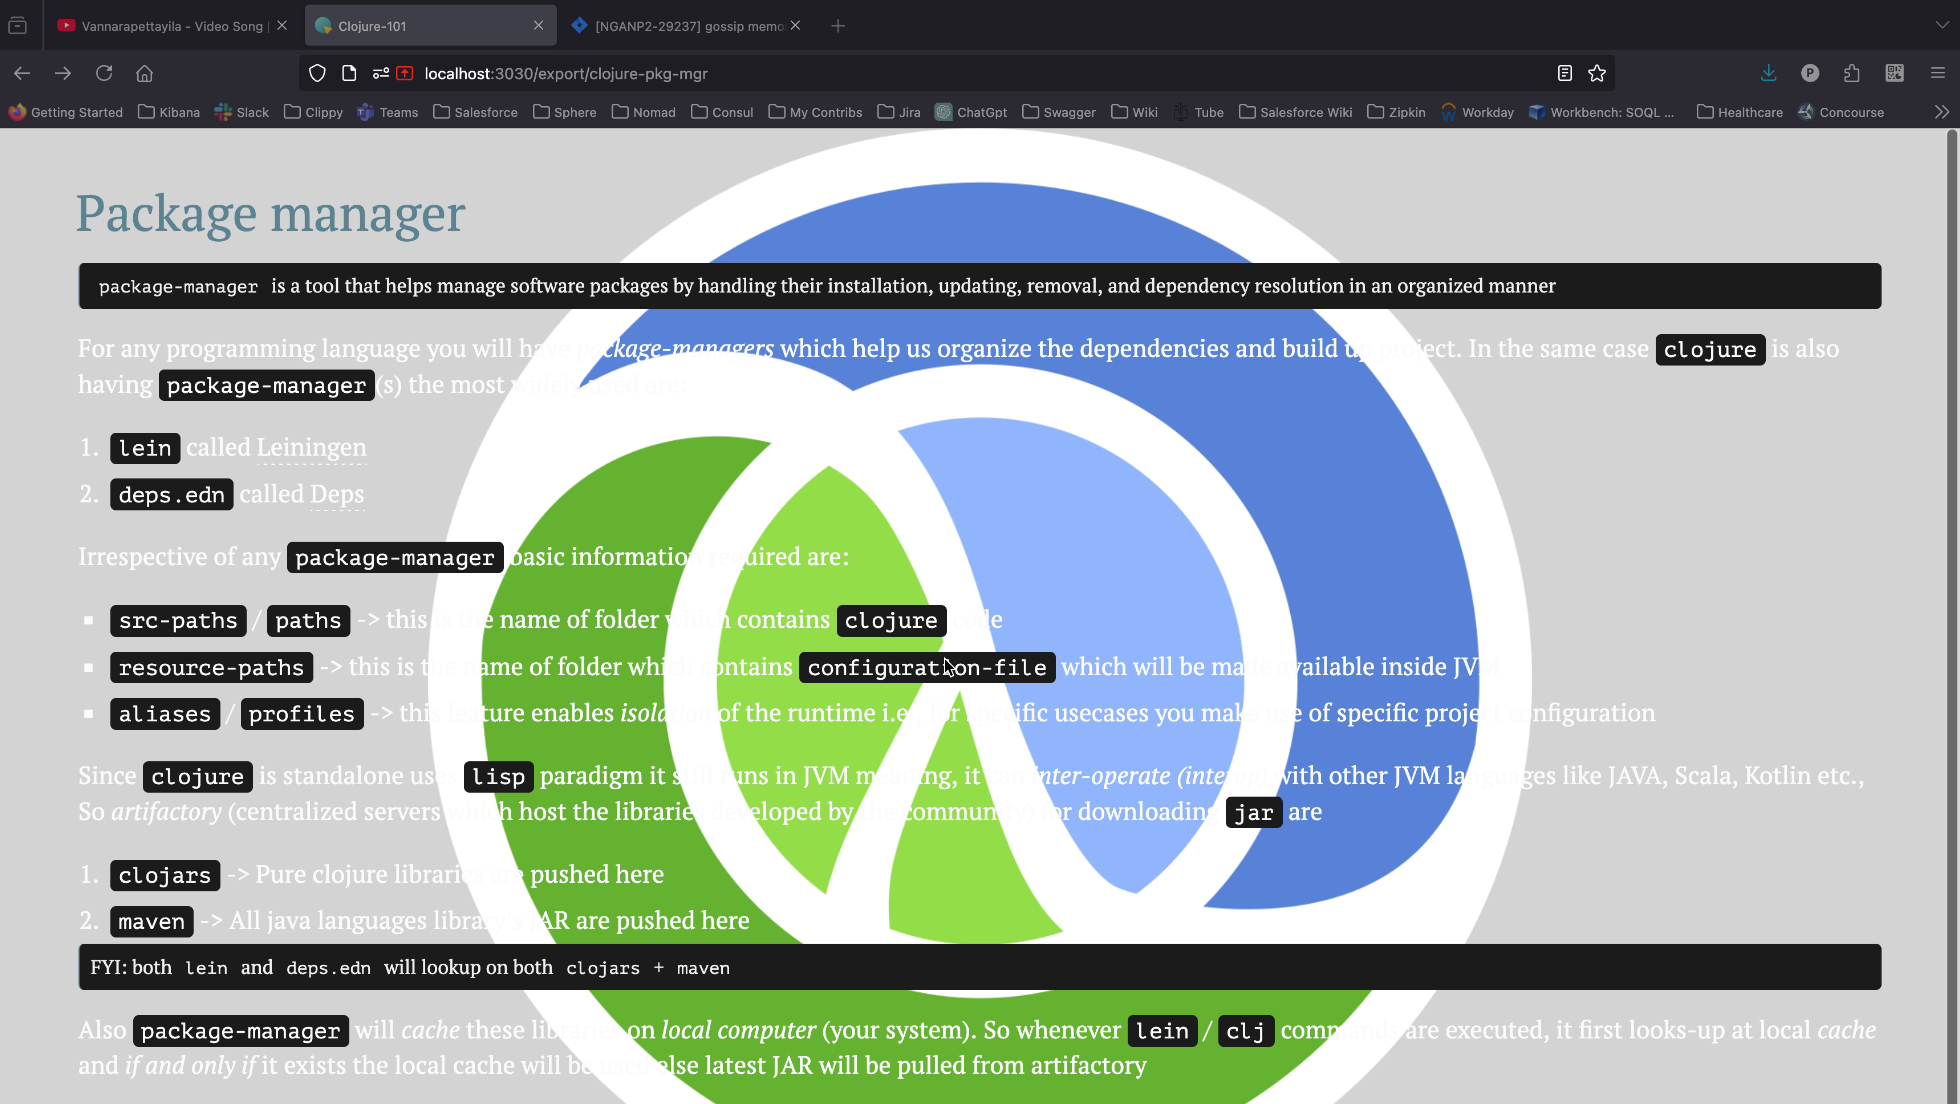 Vannarapettayila - Video Song |
Clojure-101
[NGANP2-29237] gossip memo
localhost:3030/export/clojure-pkg-mgr
P
Getting Started Kibana Slack Clippy Teams Salesforce Sphere Nomad Consul My Contribs Jira ChatGpt Swagger Wiki Tube Salesforce Wiki Zipkin Workday Workbench: SOQL ... Healthcare Concourse
Package manager
package-manager is a tool that helps manage software packages by handling their installation, updating, removal, and dependency resolution in an organized manner
For any programming language you will have package-managers which help us organize the dependencies and build up project. In the same case clojure is also
having package-manager (s) the most widely used are:
1. lein called Leiningen
2. deps.edn called Deps
Irrespective of any package-manager basic information required are:
src-paths / paths -> this is the name of folder which contains clojure code
resource-paths -> this is the name of folder which contains configuration-file which will be made available inside JVM
aliases / profiles -> this feature enables isolation of the runtime i.e., for specific usecases you make use of specific project configuration
Since clojure is standalone uses lisp paradigm it still runs in JVM meaning, it can inter-operate (interop) with other JVM languages like JAVA, Scala, Kotlin etc.,
So artifactory (centralized servers which host the libraries developed by the community) for downloading jar are
1. clojars -> Pure clojure libraries are pushed here
2. maven -> All java languages library's JAR are pushed here
FYI: both lein and deps.edn will lookup on both clojars + maven
Also package-manager will cache these libraries on local computer (your system). So whenever lein / clj commands are executed, it first looks-up at local cache
and if and only if it exists the local cache will be used else latest JAR will be pulled from artifactory